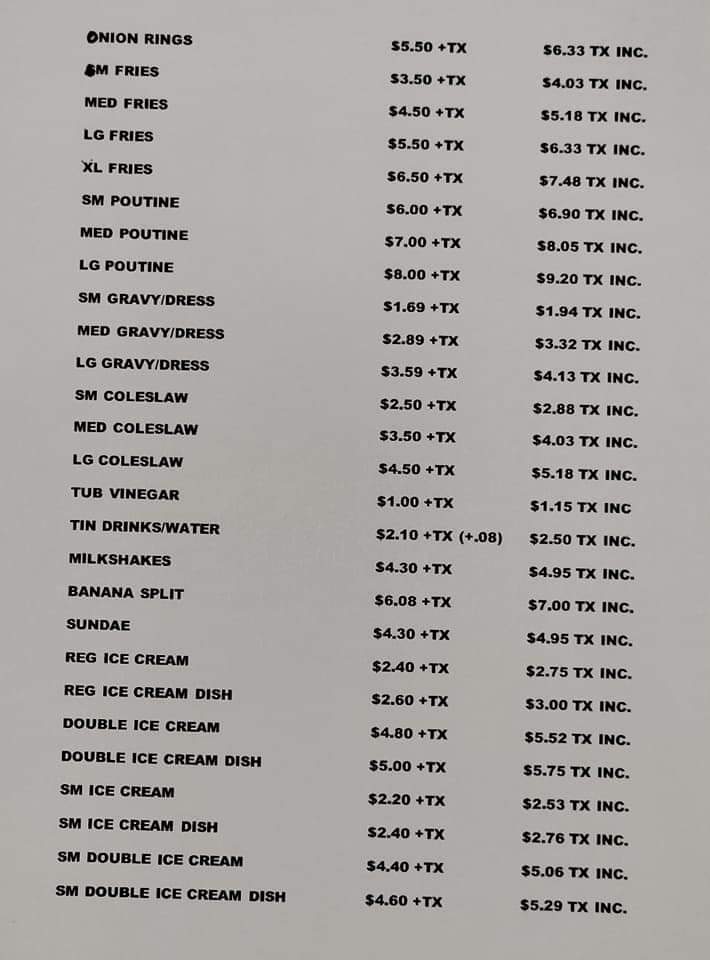 ONION RINGS $5.50 +TX $6.33 TX INC.
SM FRIES $3.50 +TX $4.03 TX INC.
MED FRIES $4.50 +TX $5.18 TX INC.
LG FRIES $5.50 +TX $6.33 TX INC.
XL FRIES $6.50 +TX $7.48 TX INC.
SM POUTINE $6.00 +TX $6.90 TX INC.
MED POUTINE $7.00 +TX $8.05 TX INC.
LG POUTINE $8.00 +TX $9.20 TX INC.
SM GRAVY/DRESS $1.69 +TX $1.94 TX INC.
MED GRAVY/DRESS $2.89 +TX $3.32 TX INC.
LG GRAVY/DRESS $3.59 +TX $4.13 TX INC.
SM COLESLAW $2.50 +TX $2.88 TX INC.
MED COLESLAW $3.50 +TX $4.03 TX INC.
LG COLESLAW $4.50 +TX $5.18 TX INC.
TUB VINEGAR $1.00 +TX $1.15 TX INC
TIN DRINKS/WATER $2.10 +TX (+.08) $2.50 TX INC.
MILKSHAKES $4.30 +TX $4.95 TX INC.
BANANA SPLIT $6.08 +TX $7.00 TX INC.
SUNDAE $4.30 +TX $4.95 TX INC.
REG ICE CREAM $2.40 +TX $2.75 TX INC.
REG ICE CREAM DISH $2.60 +TX $3.00 TX INC.
DOUBLE ICE CREAM $4.80 +TX $5.52 TX INC.
DOUBLE ICE CREAM DISH $5.00 +TX $5.75 TX INC.
SM ICE CREAM $2.20 +TX $2.53 TX INC.
SM ICE CREAM DISH $2.40 +TX $2.76 TX INC.
SM DOUBLE ICE CREAM $4.40 +TX $5.06 TX INC.
SM DOUBLE ICE CREAM DISH $4.60 +TX $5.29 TX INC.